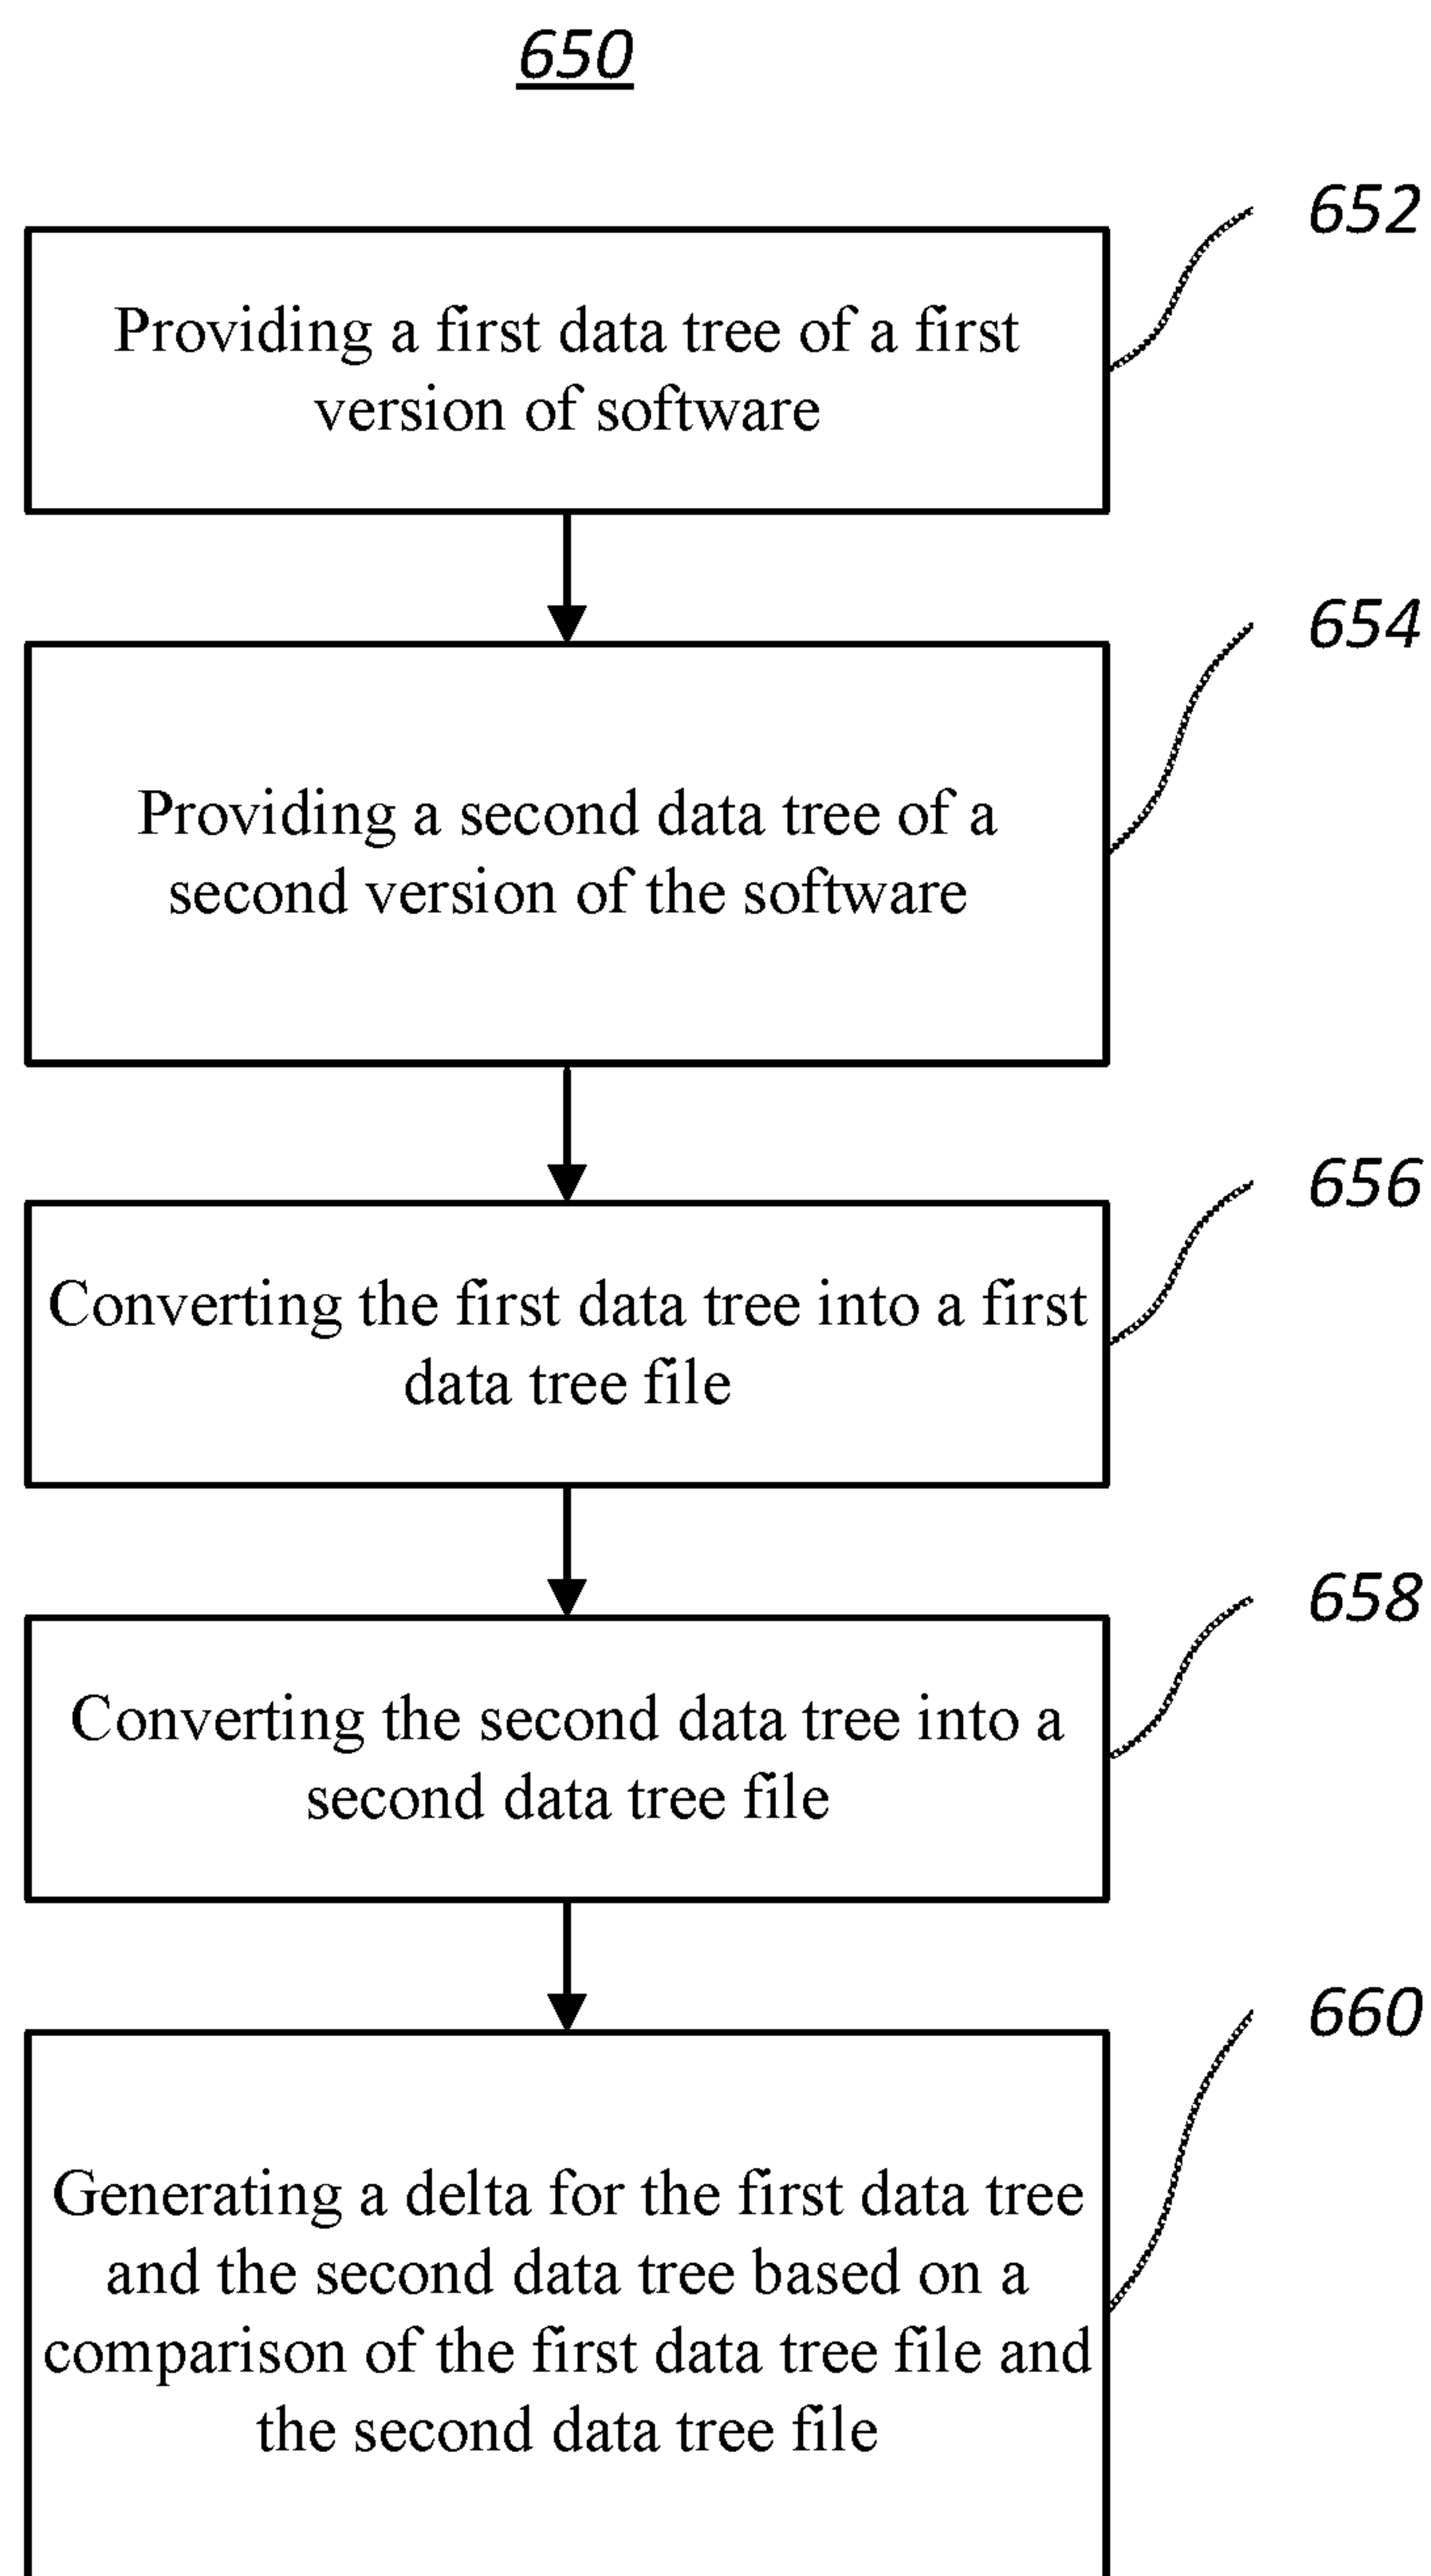 650
652
Providing a first data tree of a first
version of software
654
Providing a second data tree of a
second version of the software
656
Converting the first data tree into a first
data tree file
658
Converting the second data tree into a
second data tree file
660
Generating a delta for the first data tree
and the second data tree based on a
comparison of the first data tree file and
the second data tree file